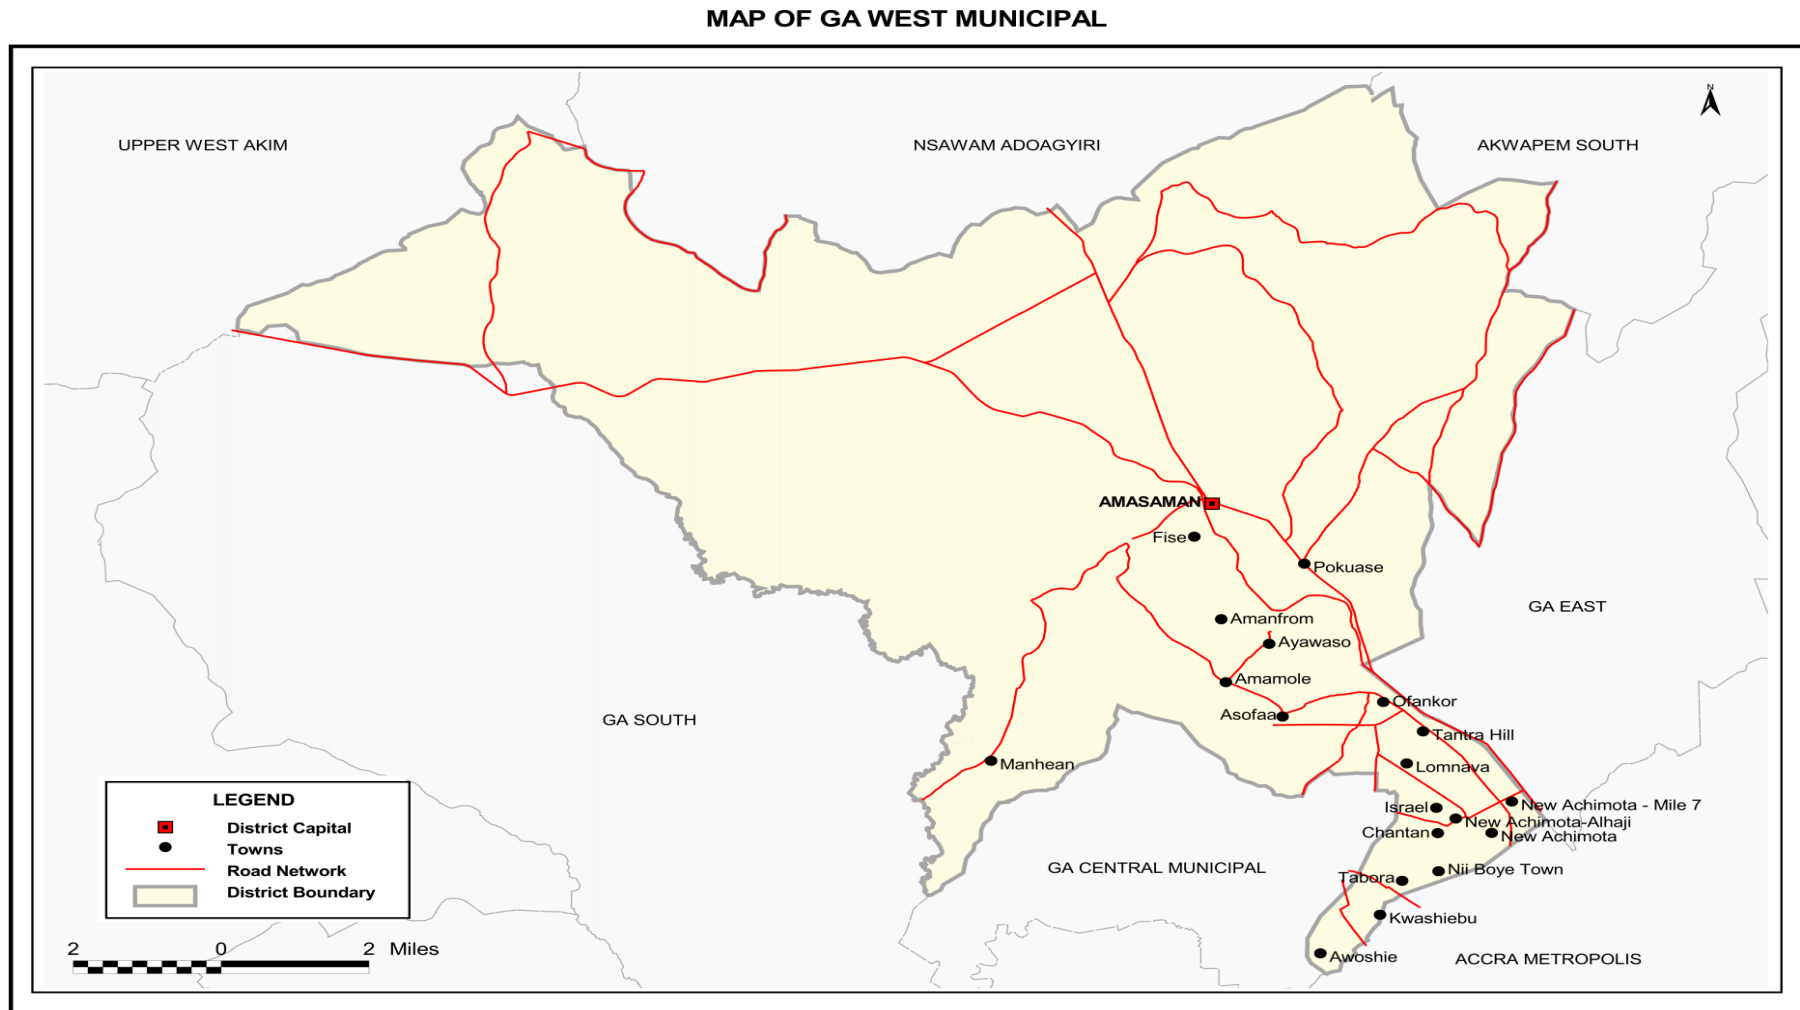 MAP OF GA WEST MUNICIPAL
N
UPPER WEST AKIM
NSAWAM ADOAGYIRI
AKWAPEM SOUTH
AMASAMAN
Fise
Pokuase
GA EAST
Amanfrom
Ayawaso
Amamole
Ofankor
Asofaa
GA SOUTH
Tantra Hill
Manhean
Lomnava
LEGEND
District Capital
Towns
Road Network
District Boundary
Israel
New Achimota - Mile 7
New Achimota-Alhaji
Chantan
New Achimota
GA CENTRAL MUNICIPAL
Nii Boye Town
Tabora
Kwashiebu
Awoshie
ACCRA METROPOLIS
2 0 2 Miles